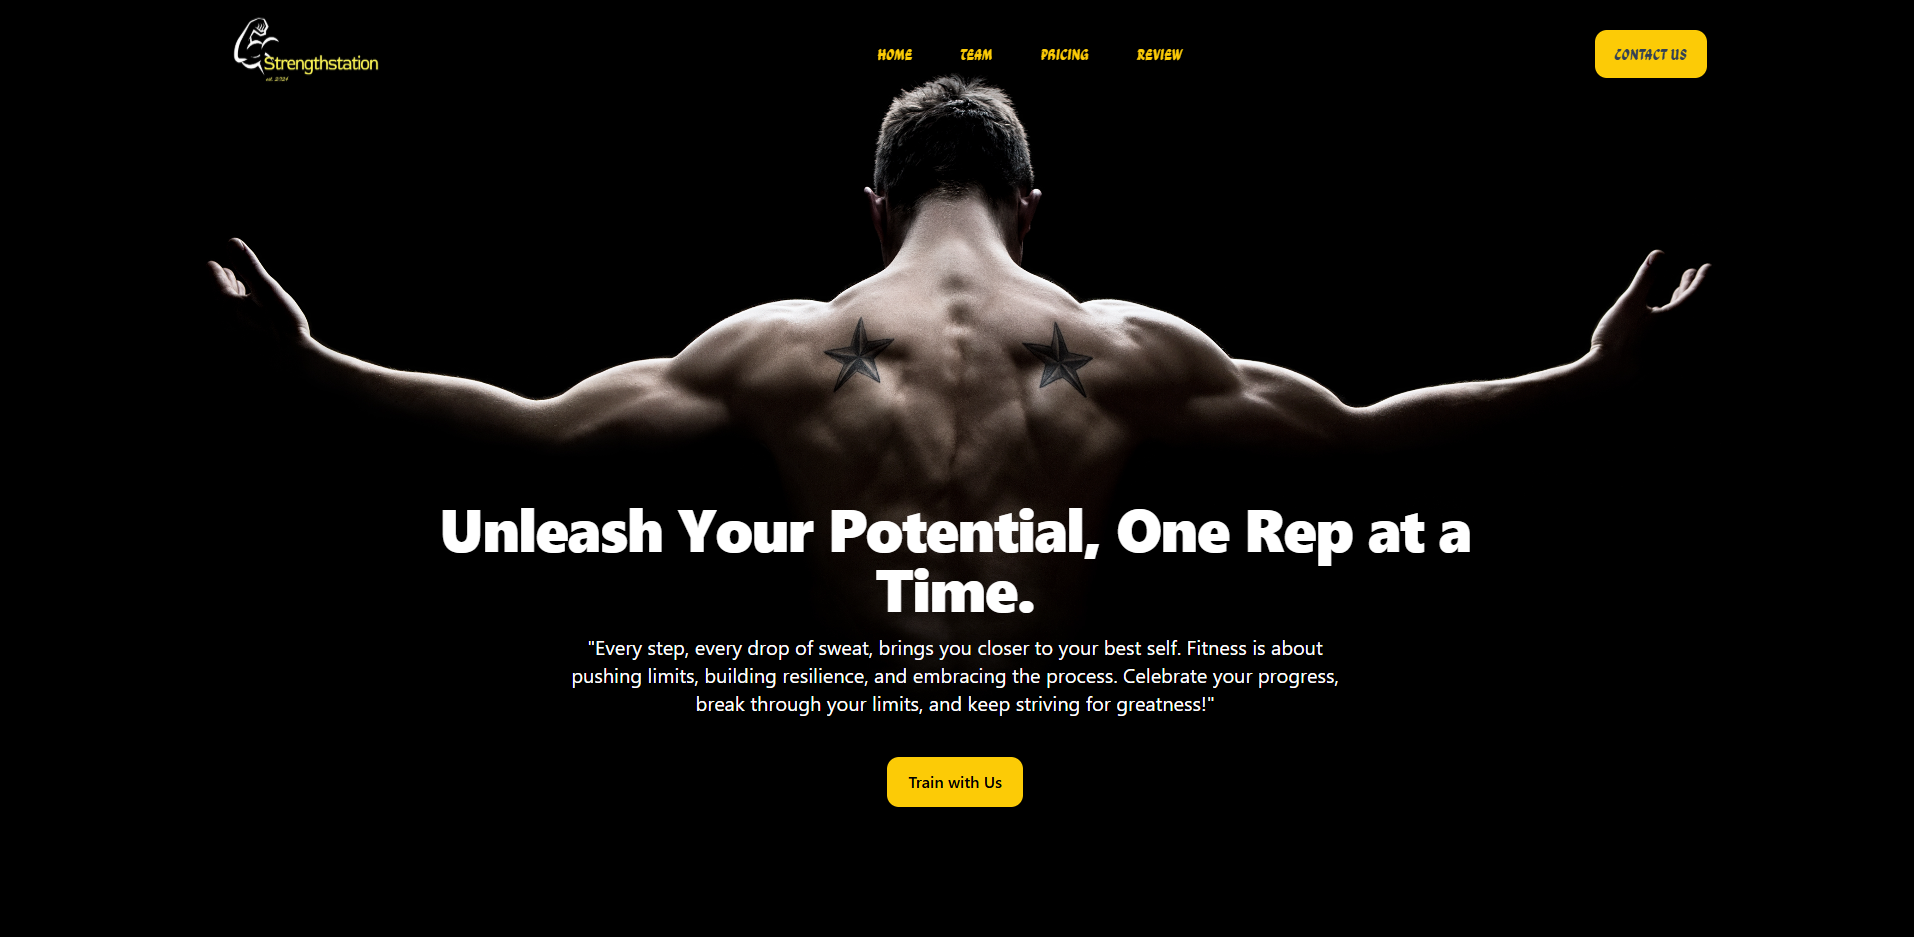 Strengthstation
est. 2024
HOME TEAM PRICING REVIEW
CONTACT US
Unleash Your Potential, One Rep at a
Time.
"Every step, every drop of sweat, brings you closer to your best self. Fitness is about
pushing limits, building resilience, and embracing the process. Celebrate your progress,
break through your limits, and keep striving for greatness!"
Train with Us